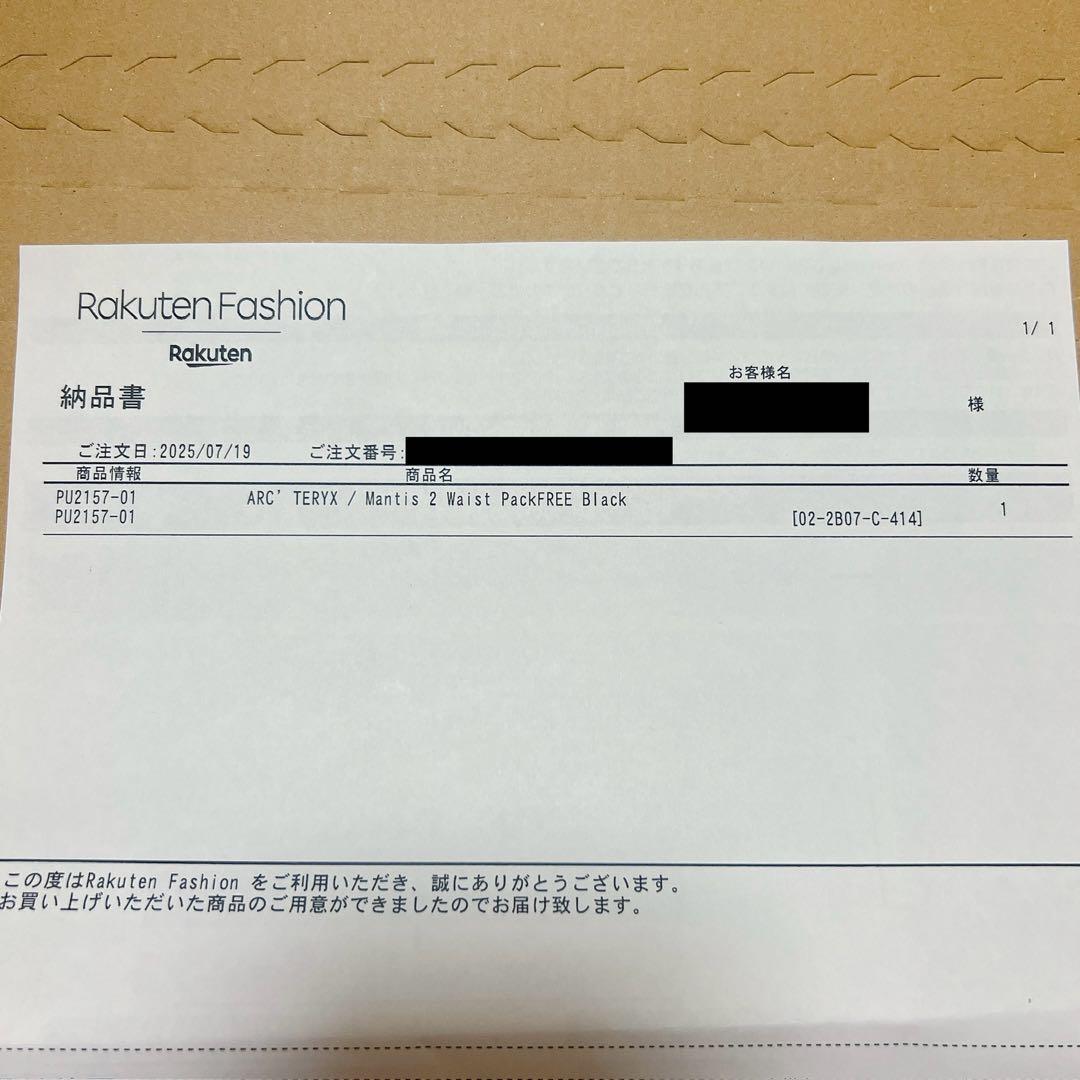 Rakuten Fashion
Rakuten
1/ 1
納品書
お客様名
様
ご注文日:2025/07/19 ご注文番号:
商品情報 商品名 数量
PU2157-01 ARC'TERYX / Mantis 2 Waist PackFREE Black
PU2157-01 [02-2B07-C-414] 1
この度はRakuten Fashion をご利用いただき、誠にありがとうございます。
お買い上げいただいた商品のご用意ができましたのでお届け致します。